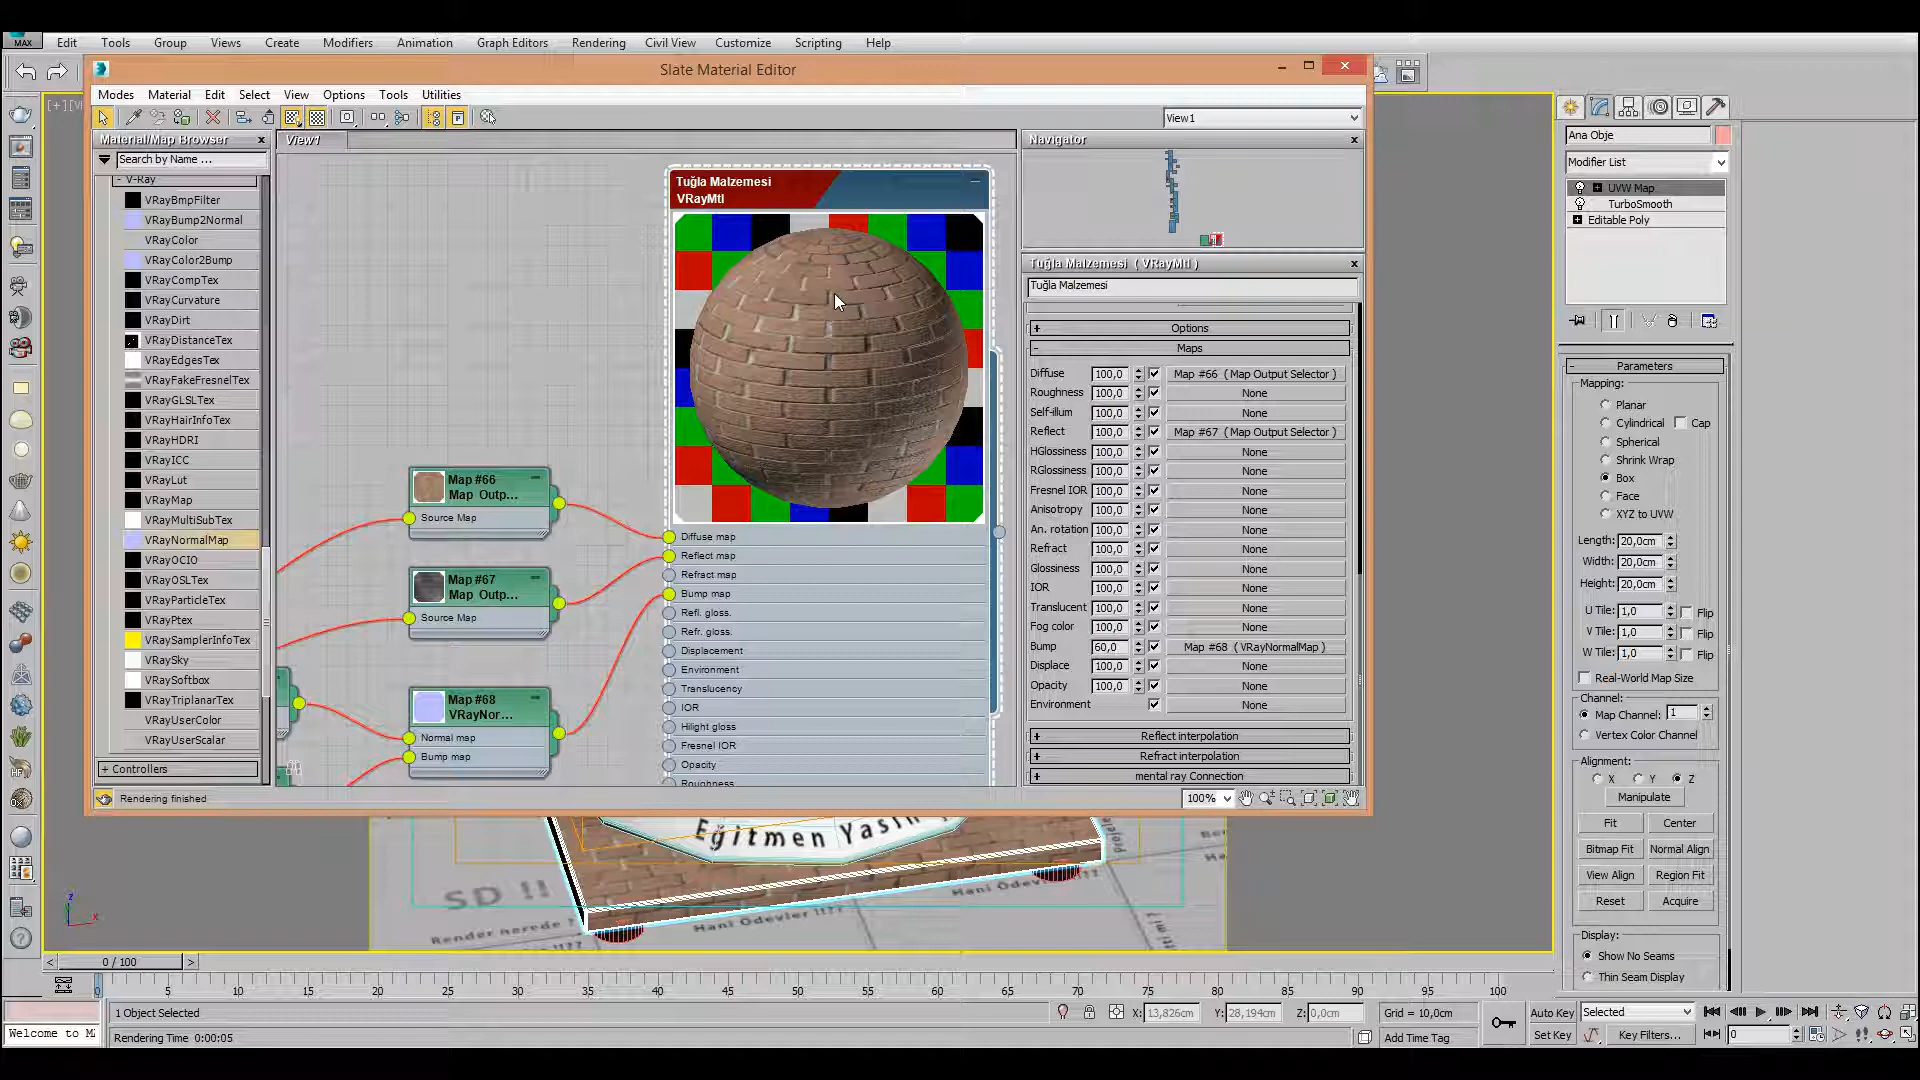 MAX
Edit Tools Group Views Create Modifiers Animation Graph Editors Rendering Civil View Customize Scripting Help
Slate Material Editor
Modes Material Edit Select View Options Tools Utilities
View1
Material/Map Browser
Search by Name ...
- V-Ray
VRayBmpFilter
VRayBump2Normal
VRayColor
VRayColor2Bump
VRayCompTex
VRayCurvature
VRayDirt
VRayDistanceTex
VRayEdgesTex
VRayFakeFresnelTex
VRayGLSLTex
VRayHairInfoTex
VRayHDRI
VRayICC
VRayLut
VRayMap
VRayMultiSubTex
VRayNormalMap
VRayOCIO
VRayOSLTex
VRayParticleTex
VRayPtex
VRaySamplerInfoTex
VRaySky
VRaySoftbox
VRayTriplanarTex
VRayUserColor
VRayUserScalar
+ Controllers
Rendering finished
View1
Tuğla Malzemesi
VRayMtl
Map #66
Map Outp...
Source Map
Map #67
Map Outp...
Source Map
Map #68
VRayNor...
Normal map
Bump map
Diffuse map
Reflect map
Refract map
Bump map
Refl. gloss.
Refr. gloss.
Displacement
Environment
Translucency
IOR
Hilight gloss
Fresnel IOR
Opacity
Roughness
Navigator
Tuğla Malzemesi ( VRayMtl )
Tuğla Malzemesi
+ Options
- Maps
Diffuse 100,0 Map #66 ( Map Output Selector )
Roughness 100,0 None
Self-illum 100,0 None
Reflect 100,0 Map #67 ( Map Output Selector )
HGlossiness 100,0 None
RGlossiness 100,0 None
Fresnel IOR 100,0 None
Anisotropy 100,0 None
An. rotation 100,0 None
Refract 100,0 None
Glossiness 100,0 None
IOR 100,0 None
Translucent 100,0 None
Fog color 100,0 None
Bump 60,0 Map #68 ( VRayNormalMap )
Displace 100,0 None
Opacity 100,0 None
Environment None
+ Reflect interpolation
+ Refract interpolation
+ mental ray Connection
100%
Ana Obje
Modifier List
UVW Map
TurboSmooth
Editable Poly
- Parameters
Mapping:
Planar
Cylindrical Cap
Spherical
Shrink Wrap
Box
Face
XYZ to UVW
Length: 20,0cm
Width: 20,0cm
Height: 20,0cm
U Tile: 1,0 Flip
V Tile: 1,0 Flip
W Tile: 1,0 Flip
Real-World Map Size
Channel:
Map Channel: 1
Vertex Color Channel
Alignment:
X Y Z
Manipulate
Fit Center
Bitmap Fit Normal Align
View Align Region Fit
Reset Acquire
Display:
Show No Seams
Thin Seam Display
Eğitmen Yasin
SD !!
Hani Ödevler !!??
Render nerede ?
Hani Ödevler !!??
0 / 100
0 5 10 15 20 25 30 35 40 45 50 55 60 65 70 75 80 85 90 95 100
1 Object Selected
X: 13,826cm Y: 28,194cm Z: 0,0cm Grid = 10,0cm
Auto Key Selected
Welcome to
Rendering Time 0:00:05
Add Time Tag
Set Key Key Filters... 0